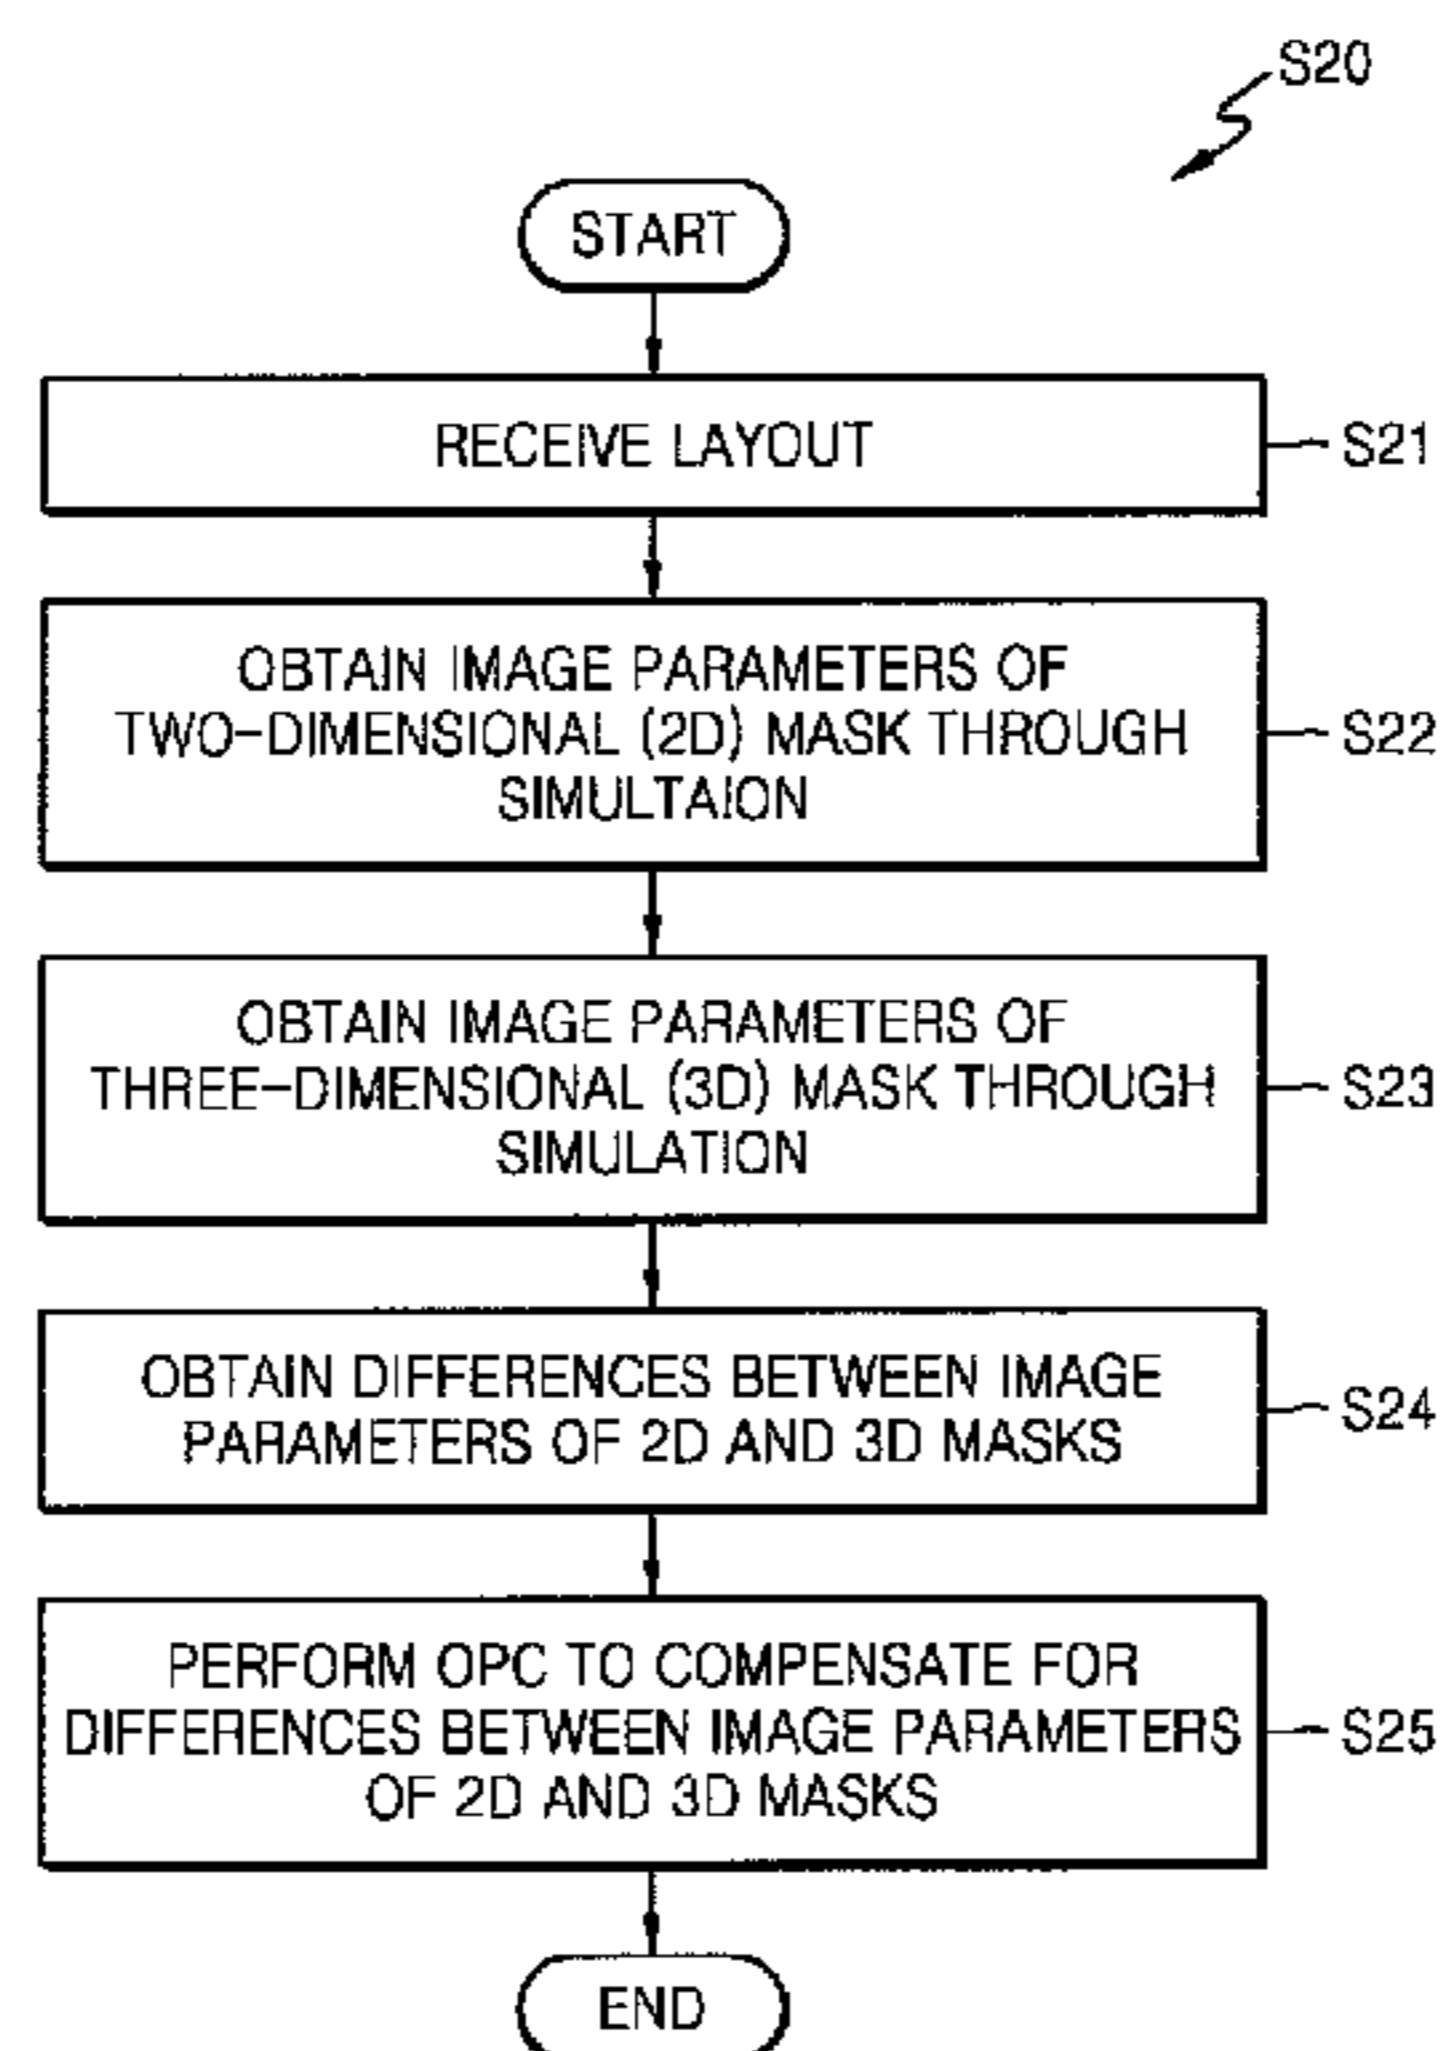 S20
START
RECEIVE LAYOUT
S21
OBTAIN IMAGE PARAMETERS OF
TWO-DIMENSIONAL (2D) MASK THROUGH
SIMULTAION
S22
OBTAIN IMAGE PARAMETERS OF
THREE-DIMENSIONAL (3D) MASK THROUGH
SIMULATION
S23
OBTAIN DIFFERENCES BETWEEN IMAGE
PARAMETERS OF 2D AND 3D MASKS
S24
PERFORM OPC TO COMPENSATE FOR
DIFFERENCES BETWEEN IMAGE PARAMETERS
OF 2D AND 3D MASKS
S25
END